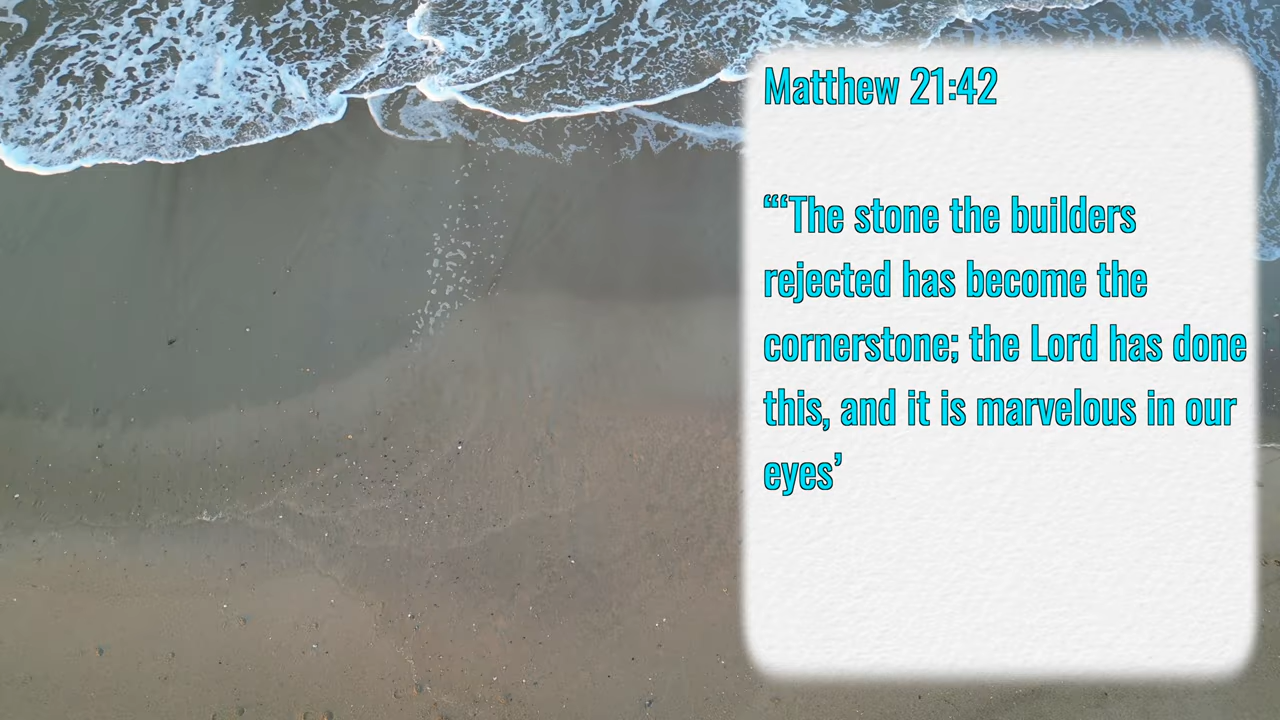 Matthew 21:42
“‘The stone the builders
rejected has become the
cornerstone; the Lord has done
this, and it is marvelous in our
eyes’